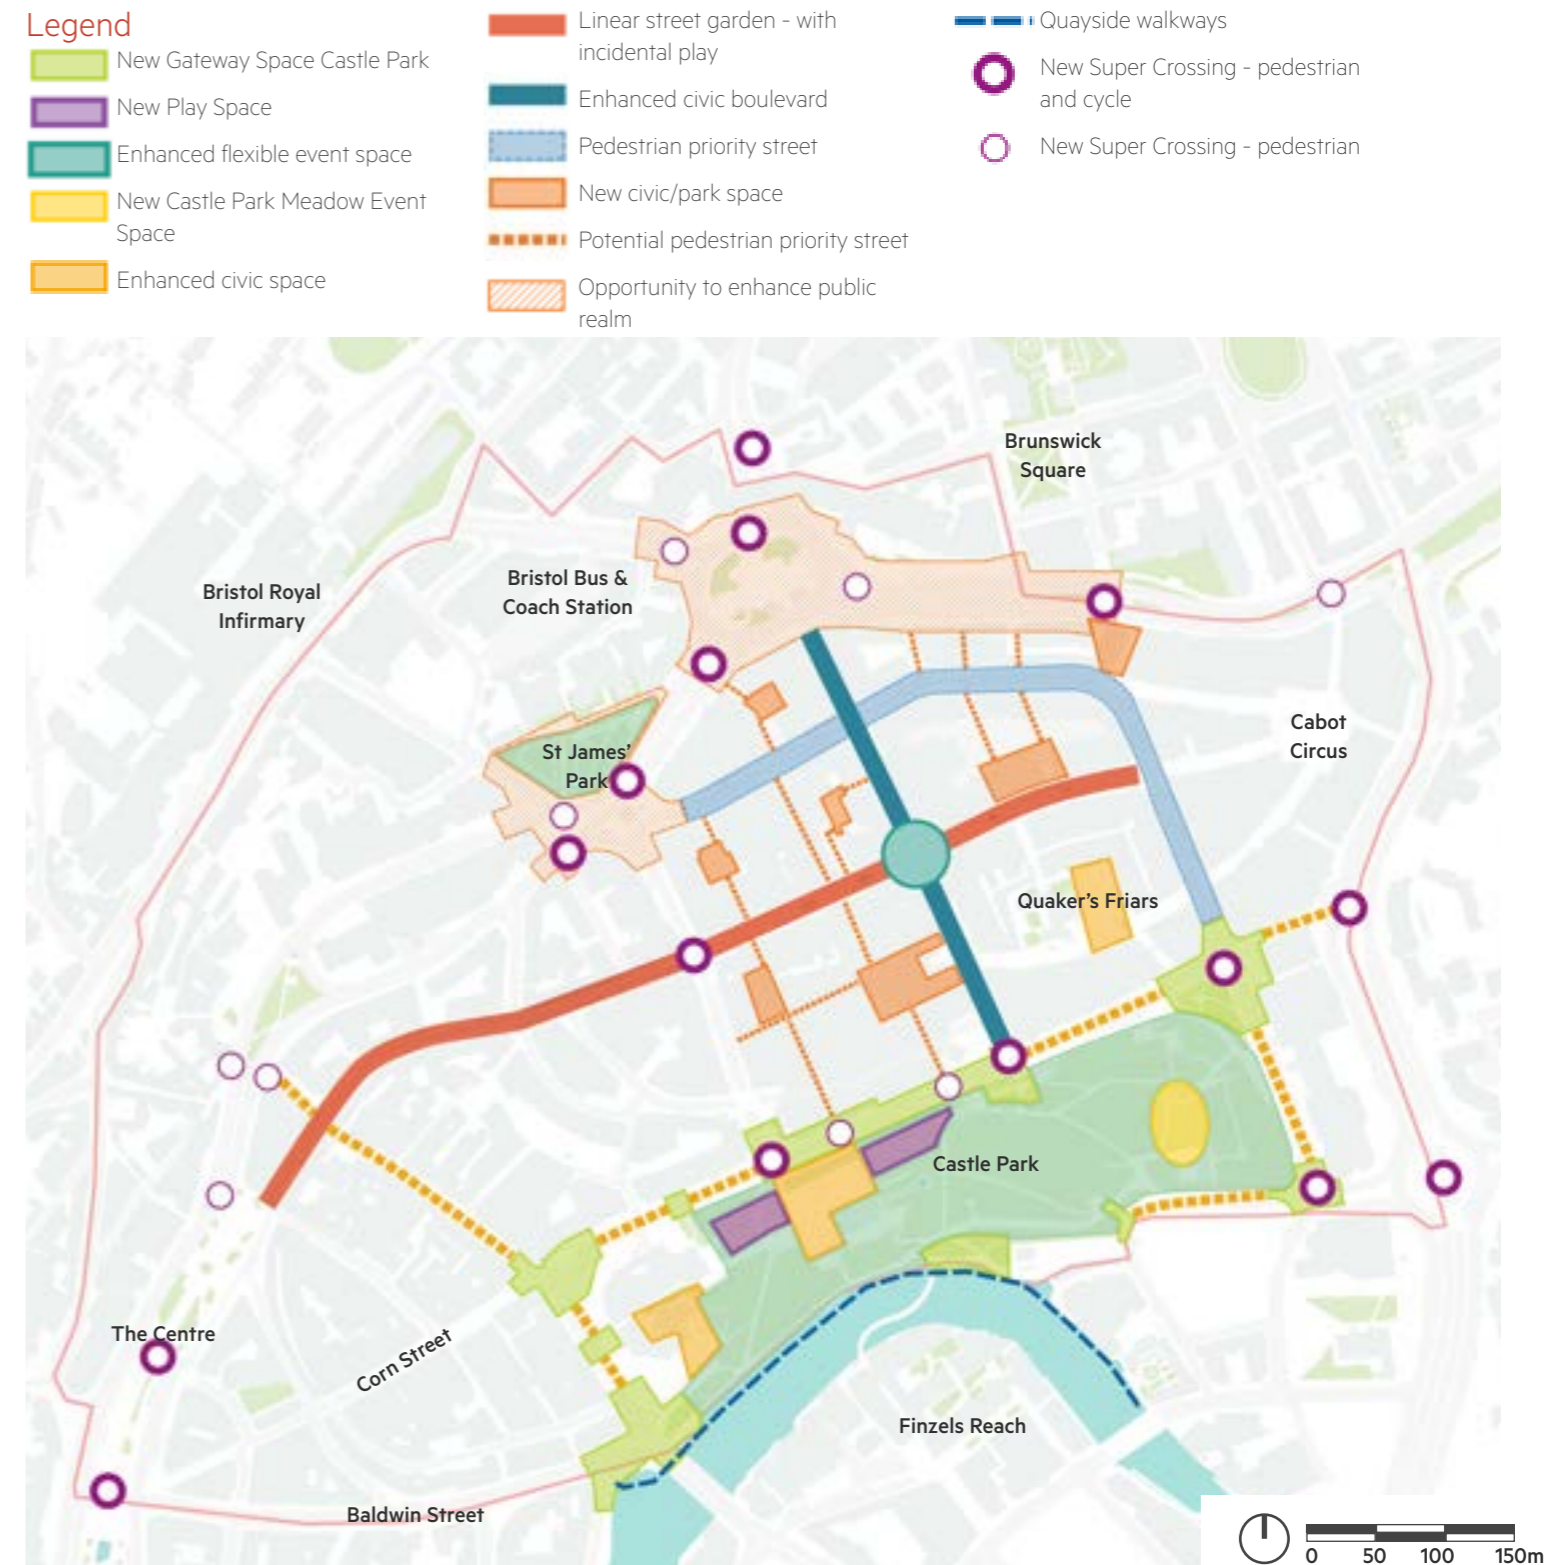 Legend
New Gateway Space Castle Park
New Play Space
Enhanced flexible event space
New Castle Park Meadow Event
Space
Enhanced civic space
Linear street garden - with
incidental play
Enhanced civic boulevard
Pedestrian priority street
New civic/park space
Potential pedestrian priority street
Opportunity to enhance public
realm
Quayside walkways
New Super Crossing - pedestrian
and cycle
New Super Crossing - pedestrian
Brunswick
Square
Bristol Royal
Infirmary
Bristol Bus &
Coach Station
St James'
Park
Cabot
Circus
Quaker's Friars
Castle Park
The Centre
Corn Street
Finzels Reach
Baldwin Street
0 50 100 150m